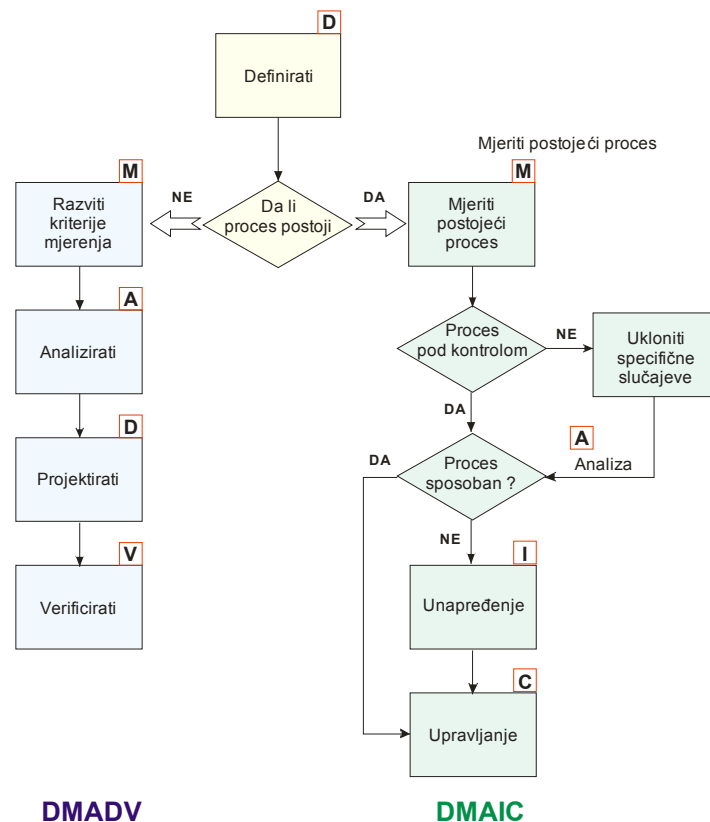 D
Definirati
Mjeriti postojeći proces
M
Razviti
kriterije
mjerenja
NE
Da li
proces postoji
DA
M
Mjeriti
postojeći
proces
A
Analizirati
Proces
pod kontrolom
NE
Ukloniti
specifične
slučajeve
DA
D
Projektirati
DA
Proces
sposoban ?
A
Analiza
NE
V
Verificirati
I
Unapređenje
C
Upravljanje
DMADV
DMAIC